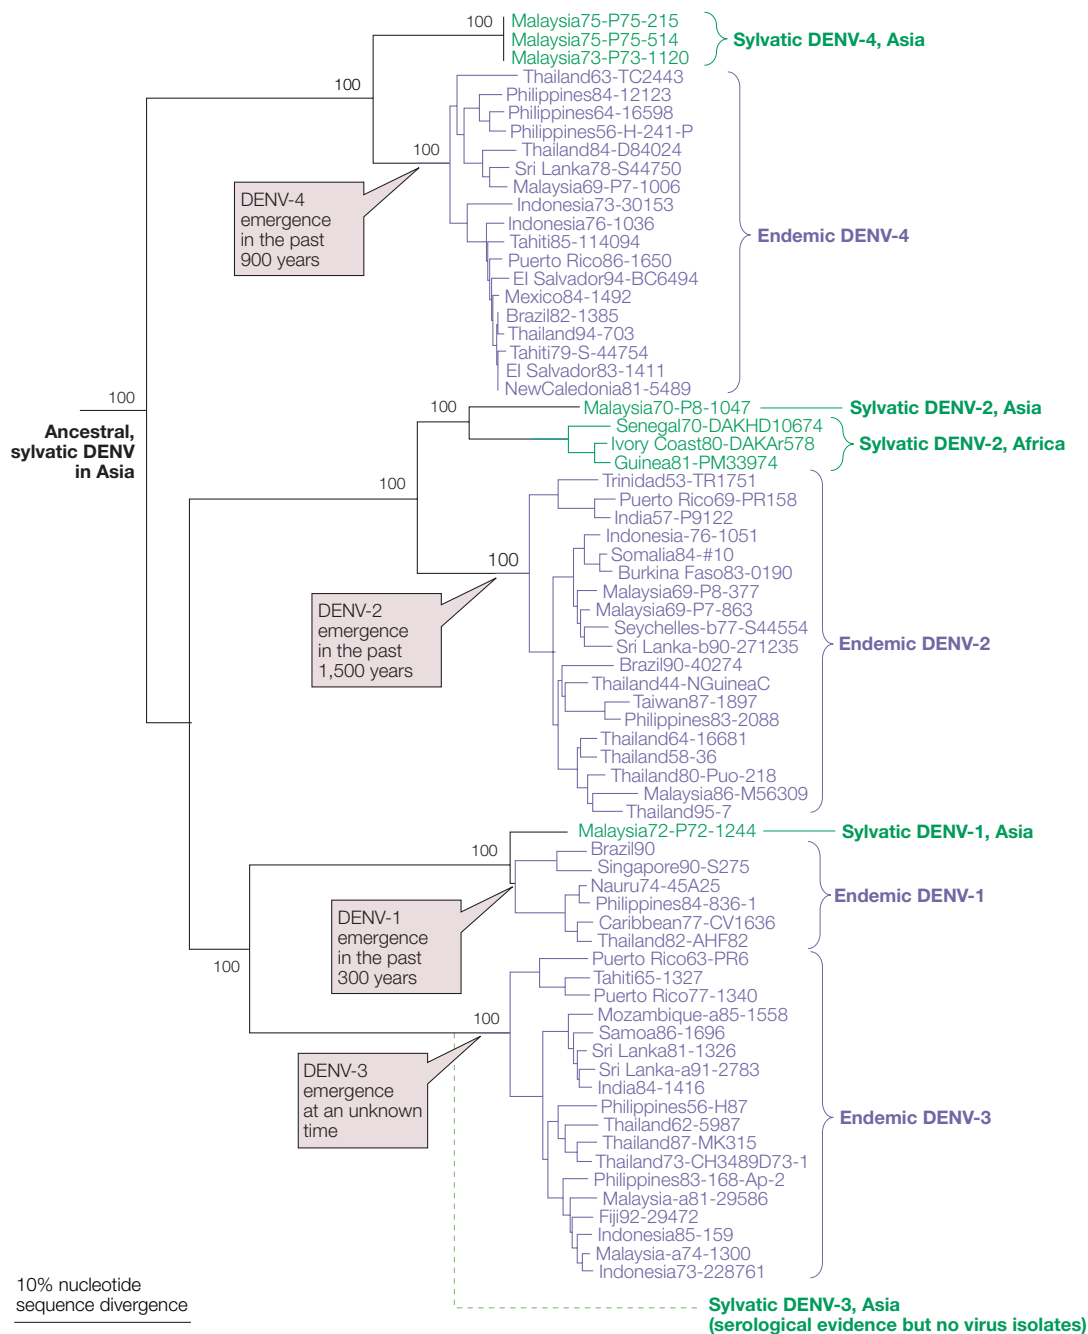 100
Malaysia75-P75-215
Malaysia75-P75-514
Malaysia73-P73-1120
Sylvatic DENV-4, Asia
100
Thailand63-TC2443
Philippines84-12123
Philippines64-16598
Philippines56-H-241-P
100
Thailand84-D84024
Sri Lanka78-S44750
Malaysia69-P7-1006
Indonesia73-30153
Indonesia76-1036
Tahiti85-114094
Puerto Rico86-1650
El Salvador94-BC6494
Mexico84-1492
Brazil82-1385
Thailand94-703
Tahiti79-S-44754
El Salvador83-1411
NewCaledonia81-5489
Endemic DENV-4
DENV-4
emergence
in the past
900 years
100
Ancestral,
sylvatic DENV
in Asia
100
Malaysia70-P8-1047
Sylvatic DENV-2, Asia
Senegal70-DAKHD10674
Ivory Coast80-DAKAr578
Guinea81-PM33974
Sylvatic DENV-2, Africa
100
Trinidad53-TR1751
Puerto Rico69-PR158
India57-P9122
Indonesia-76-1051
100
Somalia84-#10
Burkina Faso83-0190
Malaysia69-P8-377
Malaysia69-P7-863
Seychelles-b77-S44554
Sri Lanka-b90-271235
Brazil90-40274
Thailand44-NGuineaC
Taiwan87-1897
Philippines83-2088
Thailand64-16681
Thailand58-36
Thailand80-Puo-218
Malaysia86-M56309
Thailand95-7
Endemic DENV-2
DENV-2
emergence
in the past
1,500 years
Malaysia72-P72-1244
Sylvatic DENV-1, Asia
100
Brazil90
Singapore90-S275
Nauru74-45A25
Philippines84-836-1
Caribbean77-CV1636
Thailand82-AHF82
Endemic DENV-1
DENV-1
emergence
in the past
300 years
100
Puerto Rico63-PR6
Tahiti65-1327
Puerto Rico77-1340
100
Mozambique-a85-1558
Samoa86-1696
Sri Lanka81-1326
Sri Lanka-a91-2783
India84-1416
Philippines56-H87
Thailand62-5987
Thailand87-MK315
Thailand73-CH3489D73-1
Philippines83-168-Ap-2
Malaysia-a81-29586
Fiji92-29472
Indonesia85-159
Malaysia-a74-1300
Indonesia73-228761
Endemic DENV-3
DENV-3
emergence
at an unknown
time
10% nucleotide
sequence divergence
Sylvatic DENV-3, Asia
(serological evidence but no virus isolates)